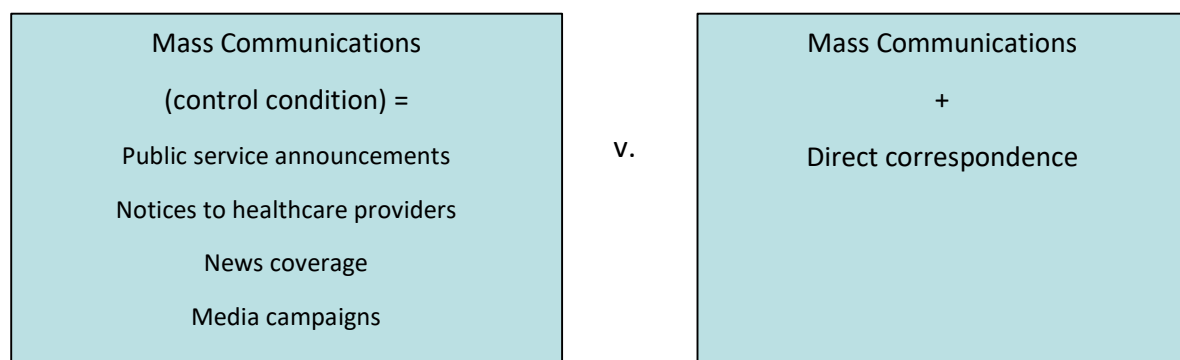 Mass Communications
(control condition) =
Public service announcements
Notices to healthcare providers
News coverage
Media campaigns
v.
Mass Communications
+
Direct correspondence